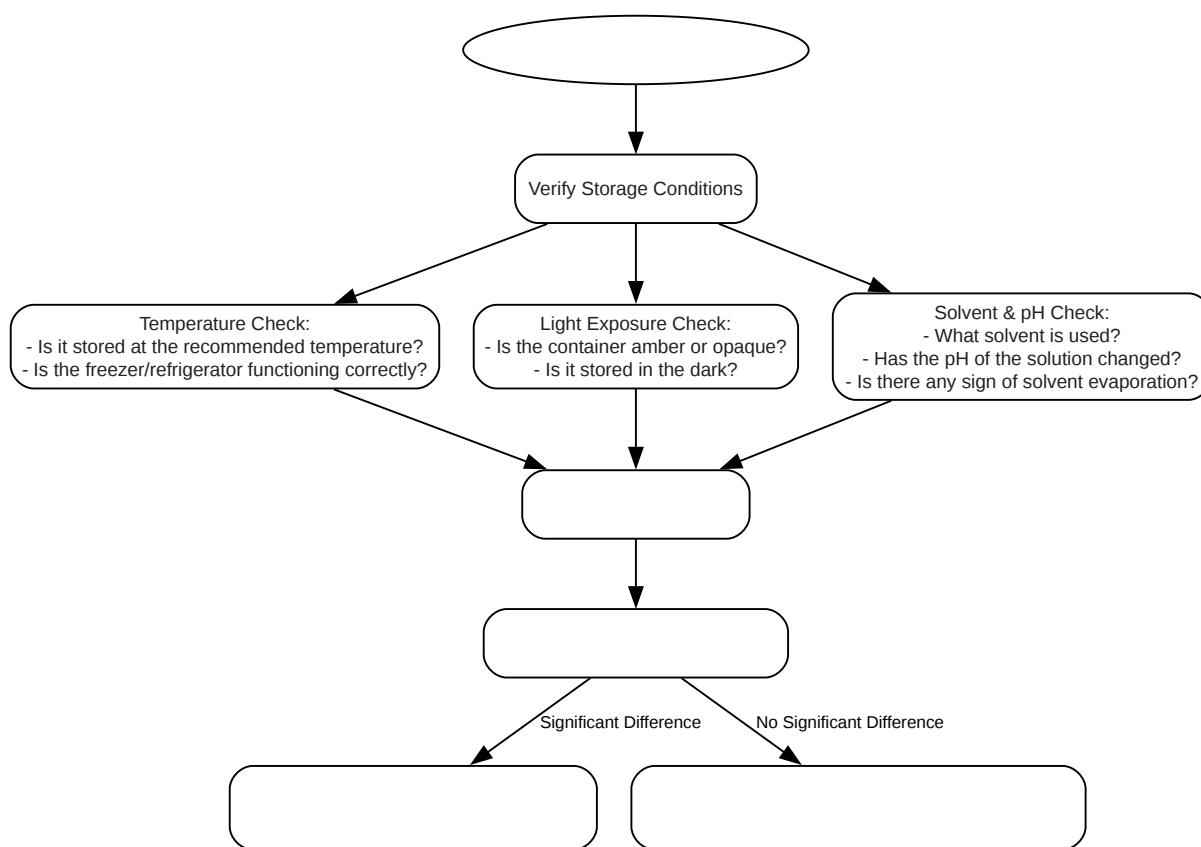 Verify Storage Conditions
Temperature Check:
- Is it stored at the recommended temperature?
- Is the freezer/refrigerator functioning correctly?
Light Exposure Check:
- Is the container amber or opaque?
- Is it stored in the dark?
Solvent & pH Check:
- What solvent is used?
- Has the pH of the solution changed?
- Is there any sign of solvent evaporation?
Significant Difference
No Significant Difference